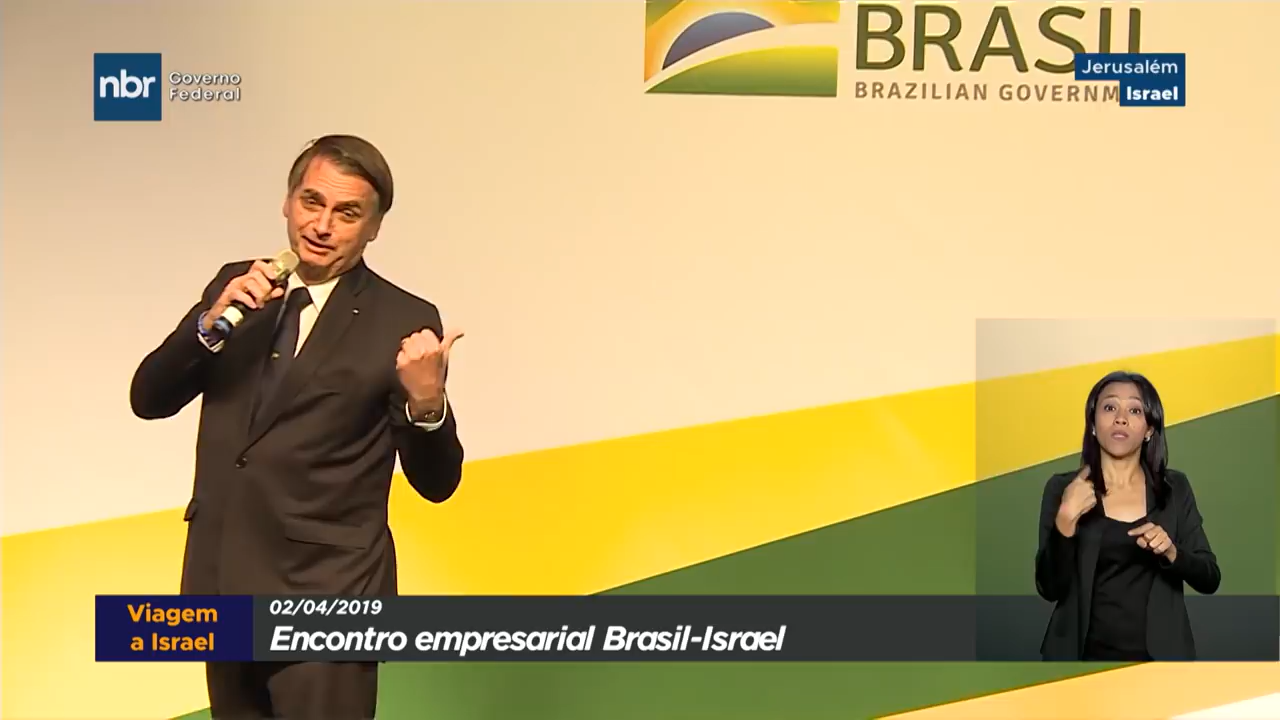 nbr
Governo
Federal
BRASIL
BRAZILIAN GOVERNM
Jerusalém
Israel
Viagem
a Israel
02/04/2019
Encontro empresarial Brasil-Israel